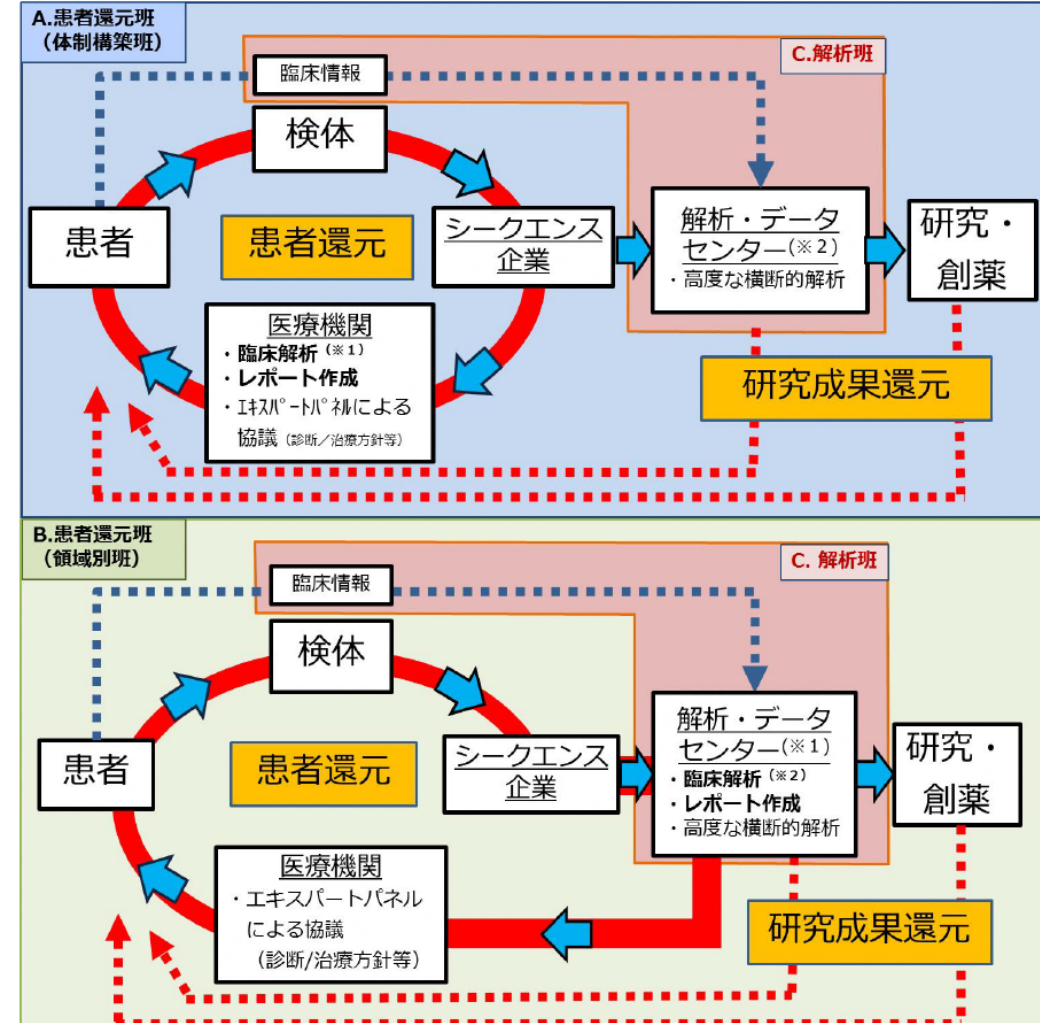 A.患者還元班
（体制構築班）
C.解析班
臨床情報
検体
患者
患者還元
シークエンス
企業
解析・データ
センター(※2)
・高度な横断的解析
研究・
創薬
医療機関
・臨床解析(※1)
・レポート作成
・ｴｷｽﾊﾟｰﾄﾊﾟﾈﾙによる
協議（診断／治療方針等）
研究成果還元
B.患者還元班
（領域別班）
C. 解析班
臨床情報
検体
患者
患者還元
シークエンス
企業
解析・データ
センター(※1)
・臨床解析(※2)
・レポート作成
・高度な横断的解析
研究・
創薬
医療機関
・エキスパートパネル
による協議
（診断/治療方針等）
研究成果還元